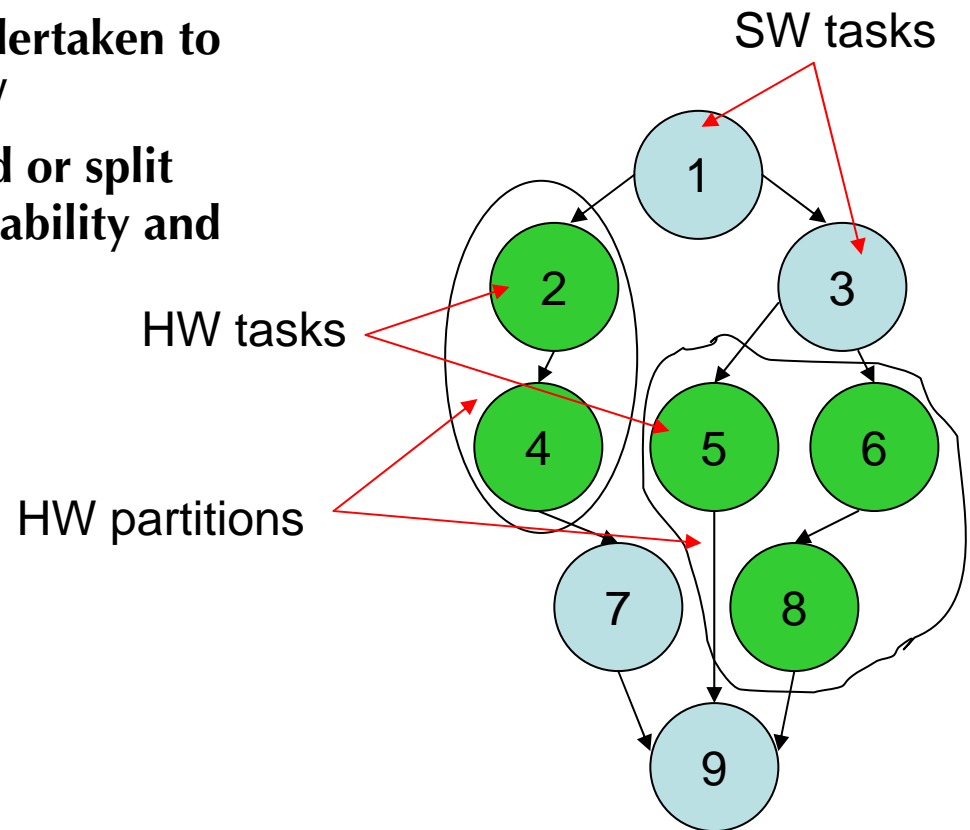 dertaken to
d or split
ability and
SW tasks
1
2
3
HW tasks
4
5
6
HW partitions
7
8
9